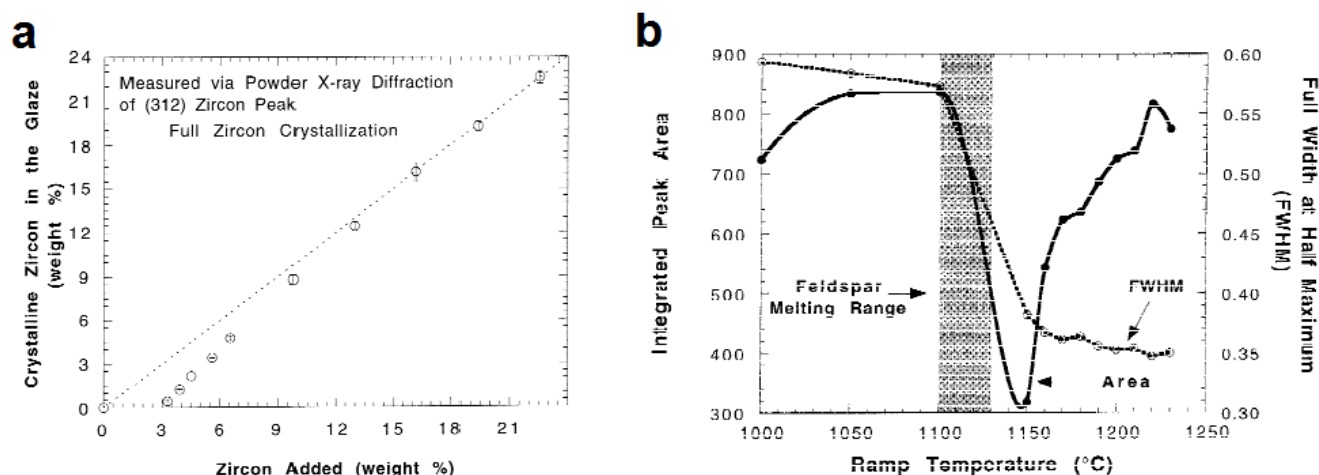 a
Crystalline Zircon in the Glaze
(weight %)
24
21
18
15
12
9
6
3
0
Measured via Powder X-ray Diffraction
of (312) Zircon Peak
Full Zircon Crystallization
0 3 6 9 12 15 18 21
Zircon Added (weight %)
b
Integrated Peak Area
900
800
700
600
500
400
300
Feldspar
Melting Range
FWHM
Area
0.60
0.55
0.50
0.45
0.40
0.35
0.30
Full Width at Half Maximum
(FWHM)
1000 1050 1100 1150 1200 1250
Ramp Temperature (°C)